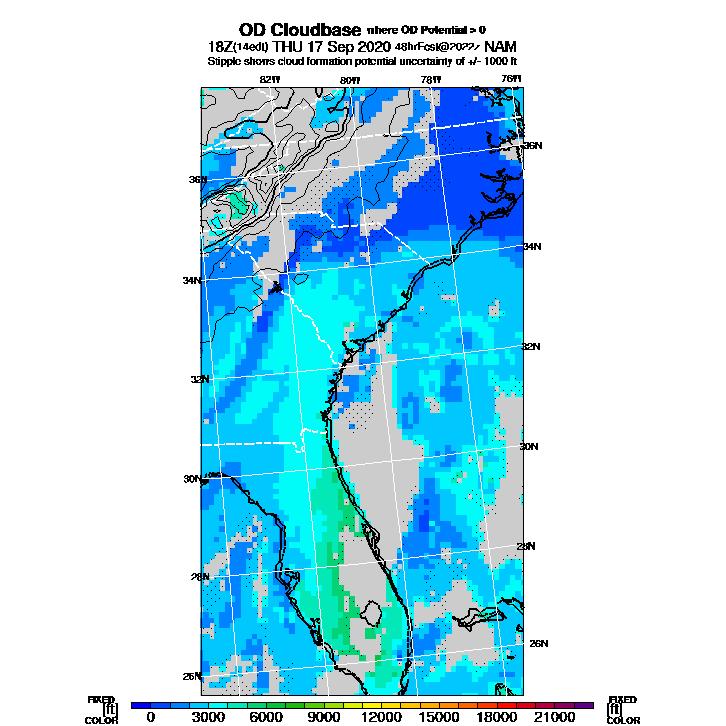 OD Cloudbase where OD Potential > 0
18Z(14edt) THU 17 Sep 2020 48hrFcst@2022z NAM
Stipple shows cloud formation potential uncertainty of +/- 1000 ft
82W 80W 78W 76W
36N 36N
34N 34N
32N 32N
30N 30N
28N 28N
26N 26N
FIXED FIXED
[ft] [ft]
COLOR COLOR
0 3000 6000 9000 12000 15000 18000 21000